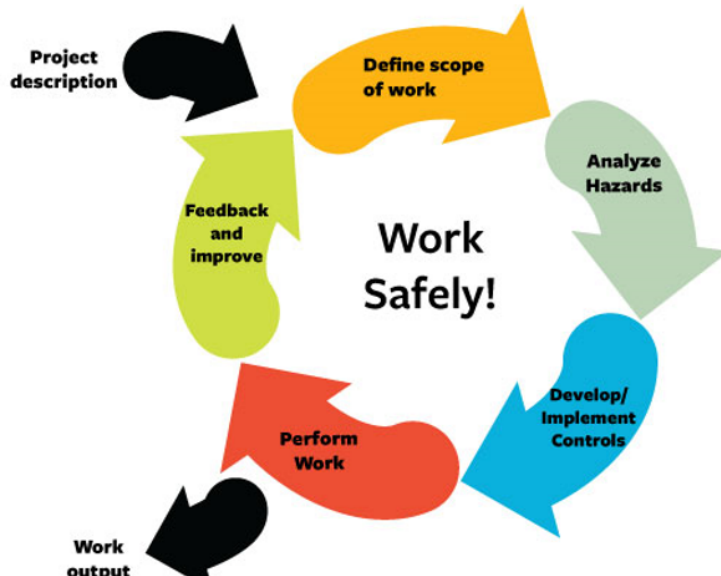 Project
description
Define scope
of work
Analyze
Hazards
Develop/
Implement
Controls
Perform
Work
Work
output
Feedback
and
improve
Work
Safely!